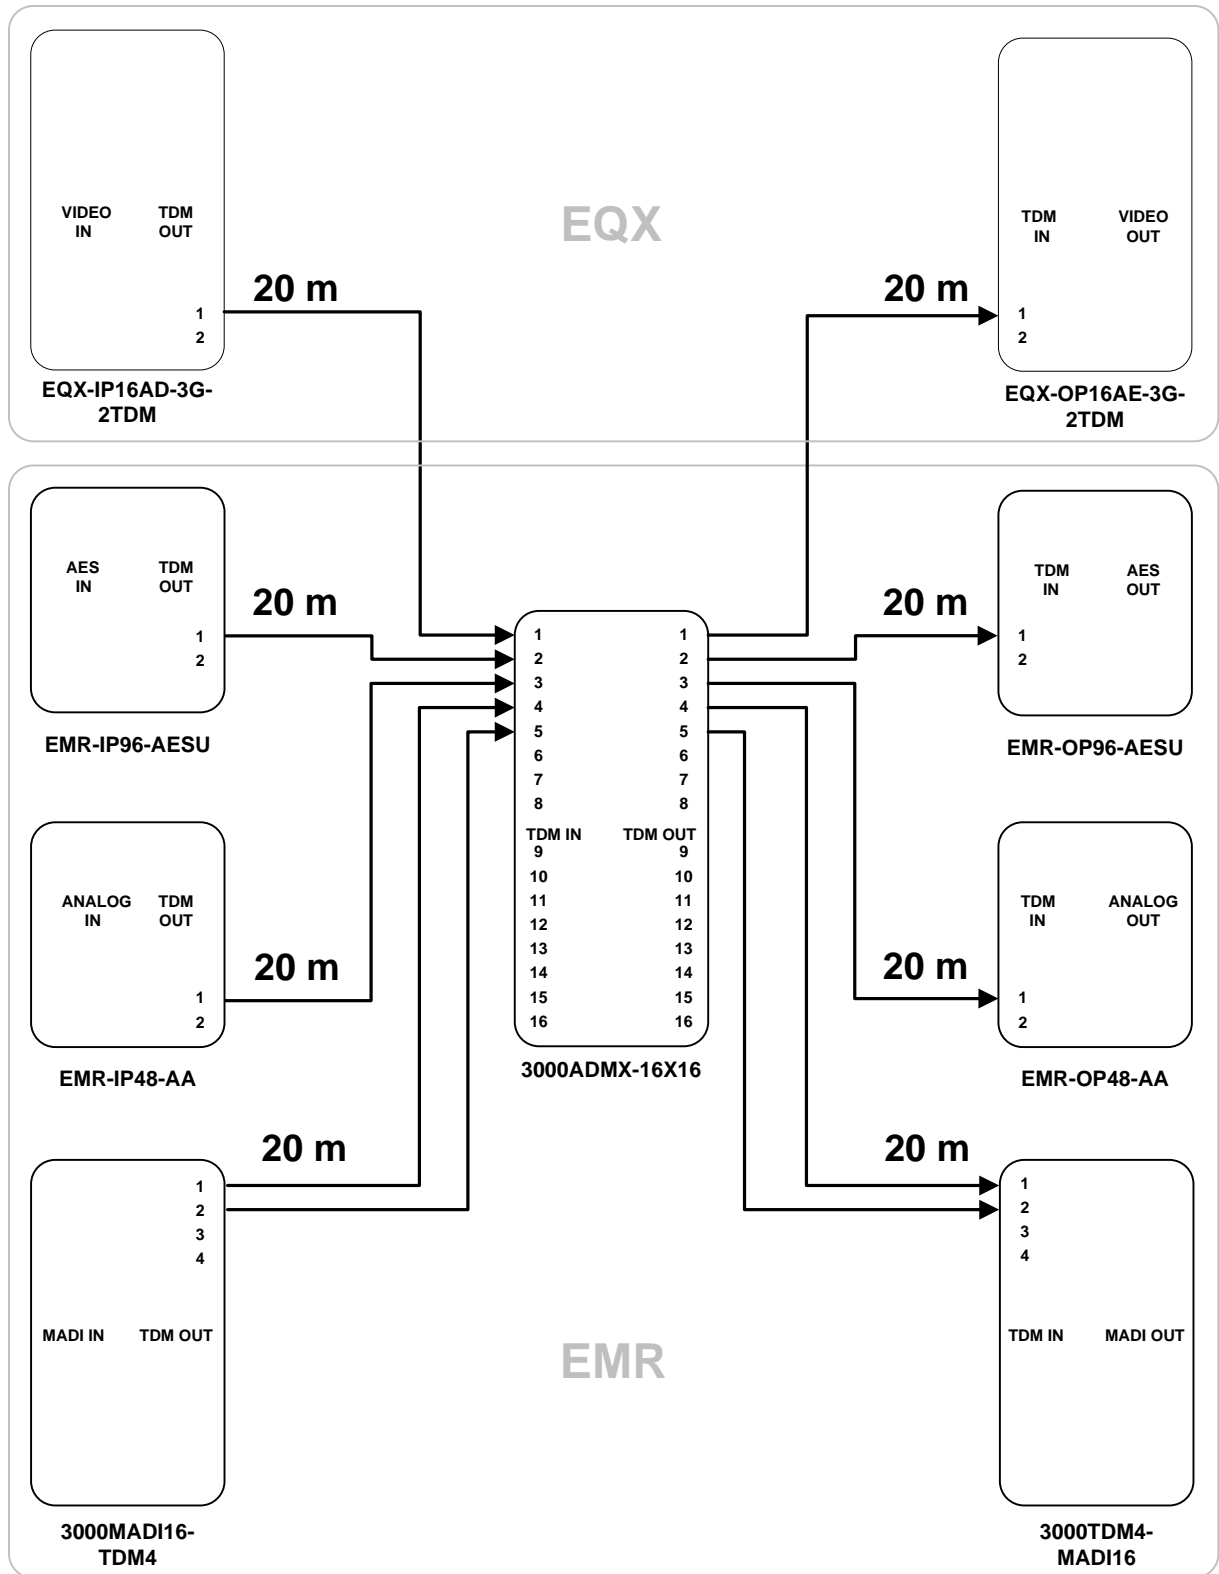 EQX
VIDEO
IN
TDM
OUT
1
2
20 m
EQX-IP16AD-3G-
2TDM
TDM
IN
VIDEO
OUT
20 m
1
2
EQX-OP16AE-3G-
2TDM
AES
IN
TDM
OUT
1
2
20 m
EMR-IP96-AESU
ANALOG
IN
TDM
OUT
1
2
20 m
EMR-IP48-AA
1
2
3
4
20 m
MADI IN
TDM OUT
3000MADI16-
TDM4
1
2
3
4
5
6
7
8
TDM IN
9
10
11
12
13
14
15
16
1
2
3
4
5
6
7
8
TDM OUT
9
10
11
12
13
14
15
16
3000ADMX-16X16
20 m
TDM
IN
AES
OUT
1
2
EMR-OP96-AESU
20 m
TDM
IN
ANALOG
OUT
1
2
EMR-OP48-AA
20 m
1
2
3
4
TDM IN
MADI OUT
3000TDM4-
MADI16
EMR